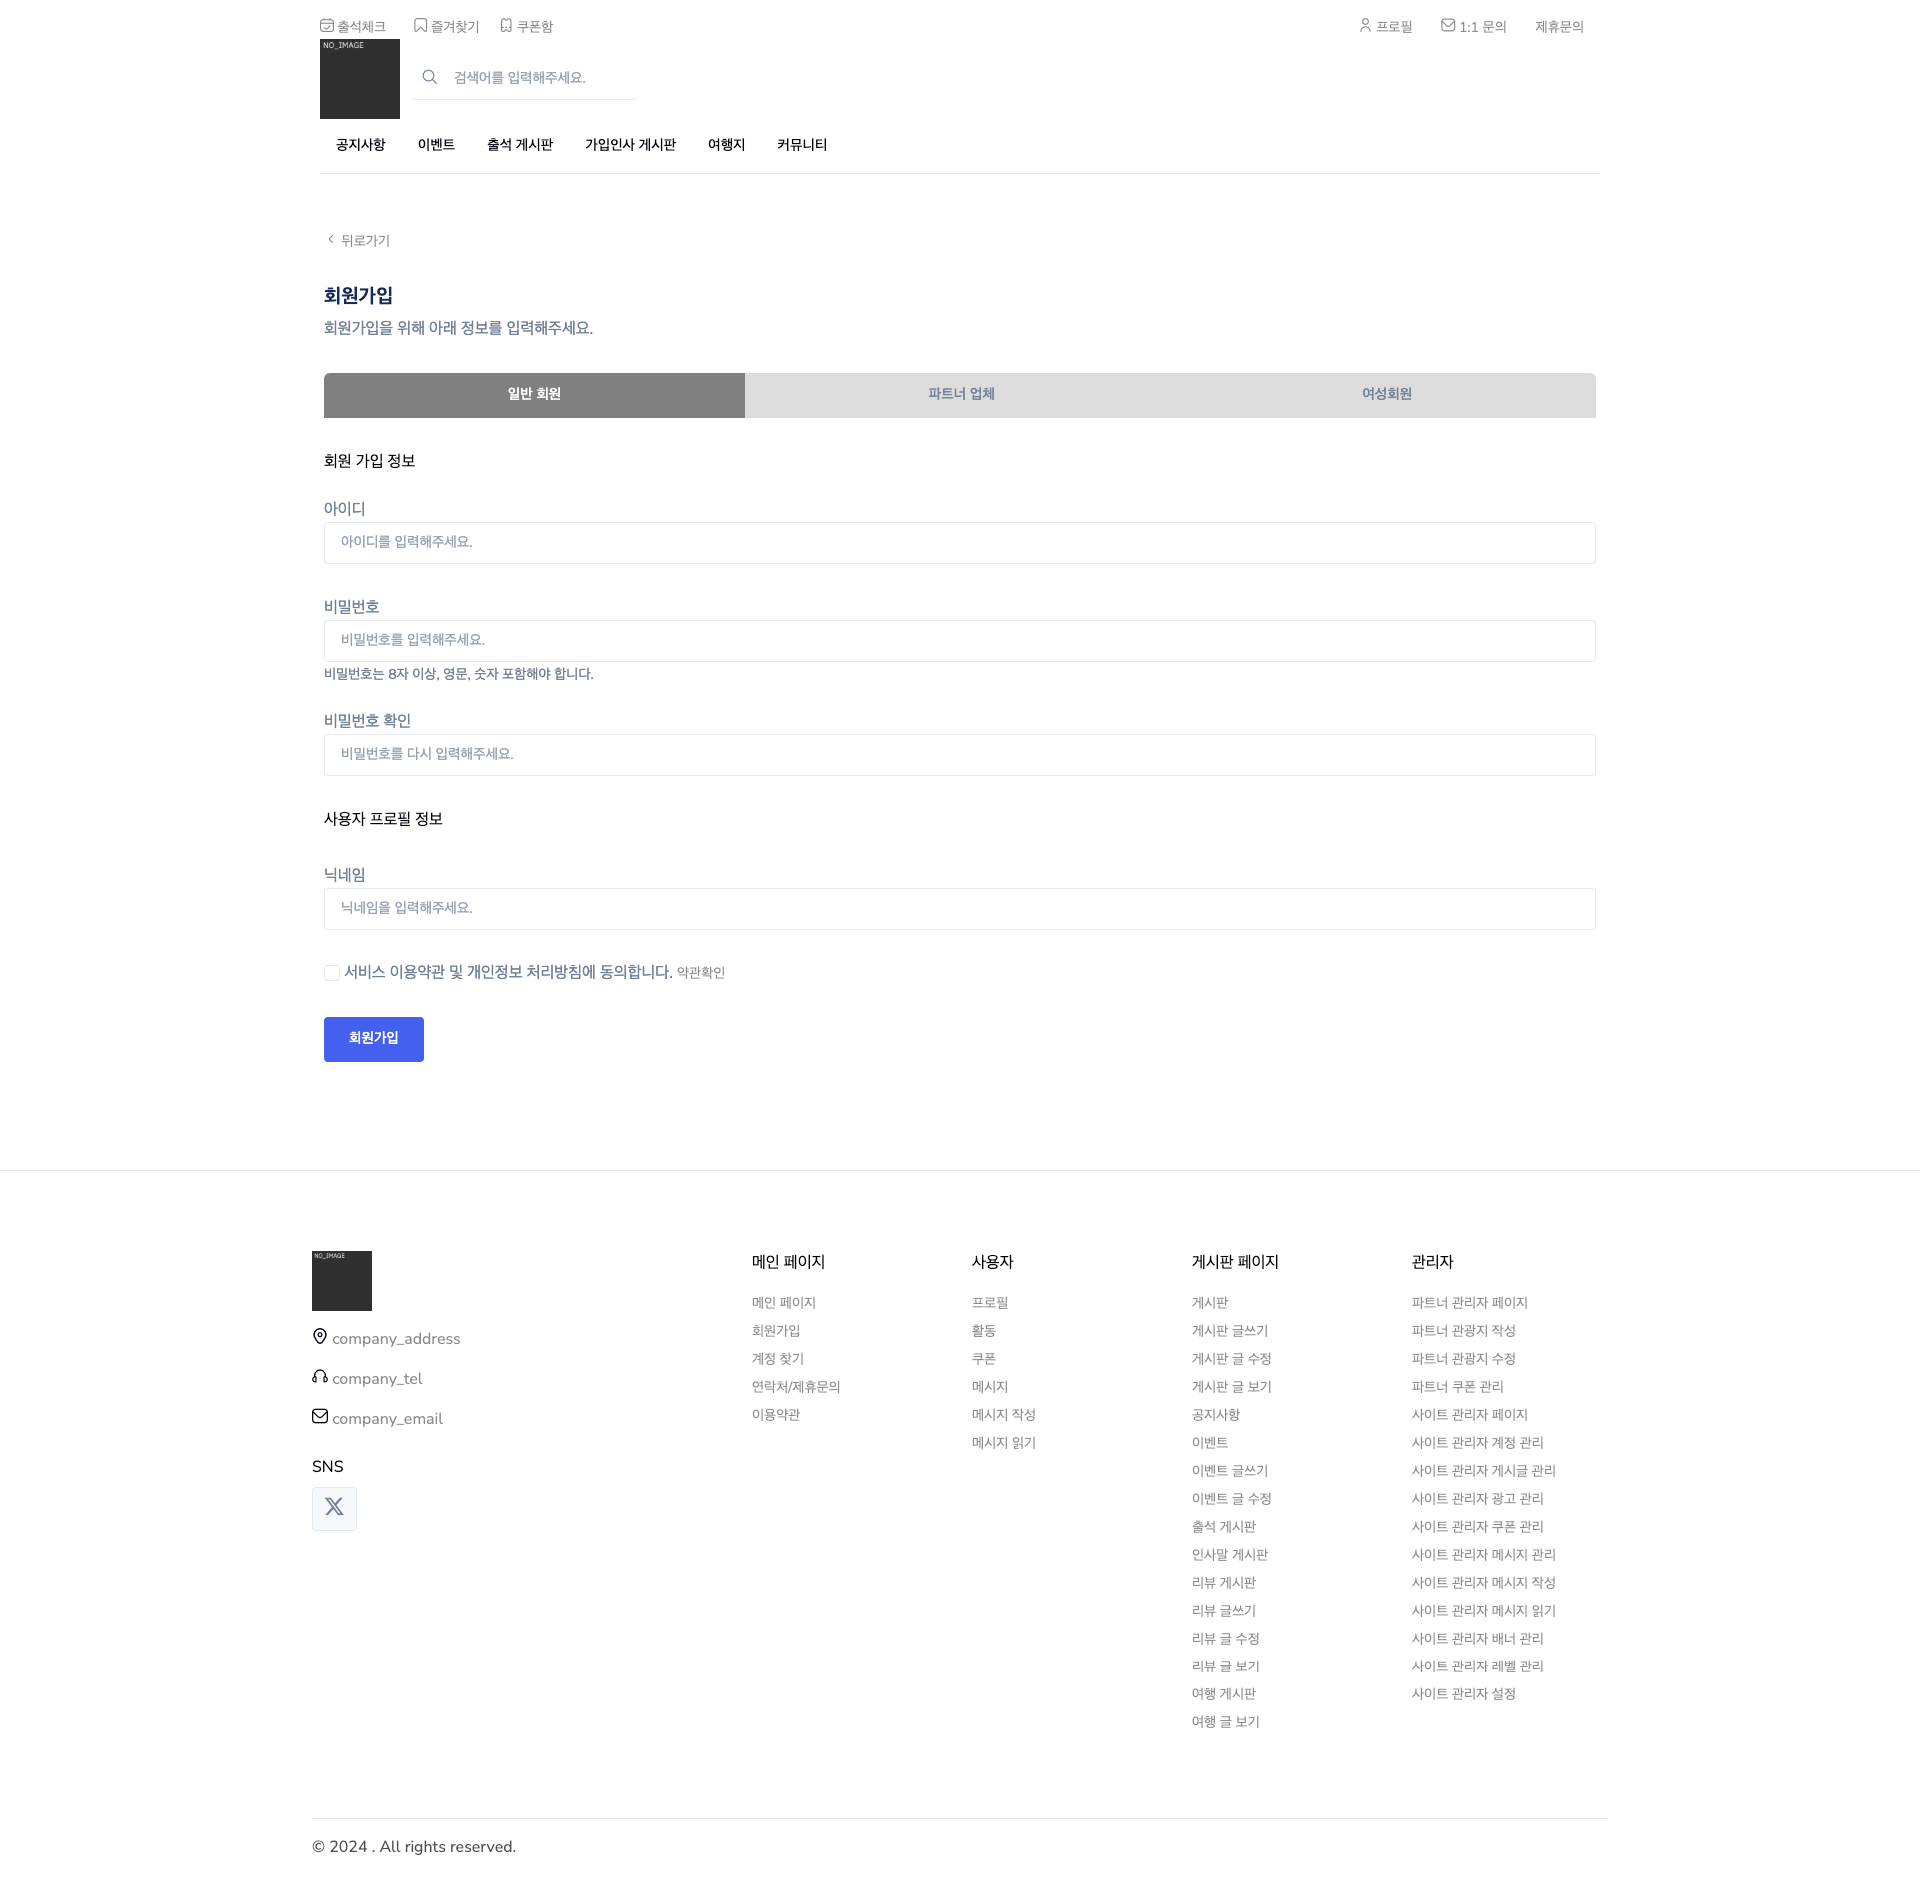 출석체크 즐겨찾기 쿠폰함 프로필 1:1 문의 제휴문의
NO_IMAGE
검색어를 입력해주세요.
공지사항 이벤트 출석 게시판 가입인사 게시판 여행지 커뮤니티
뒤로가기
회원가입
회원가입을 위해 아래 정보를 입력해주세요.
일반 회원 파트너 업체 여성회원
회원 가입 정보
아이디
아이디를 입력해주세요.
비밀번호
비밀번호를 입력해주세요.
비밀번호는 8자 이상, 영문, 숫자 포함해야 합니다.
비밀번호 확인
비밀번호를 다시 입력해주세요.
사용자 프로필 정보
닉네임
닉네임을 입력해주세요.
서비스 이용약관 및 개인정보 처리방침에 동의합니다. 약관확인
회원가입
NO_IMAGE
company_address
company_tel
company_email
SNS
메인 페이지
메인 페이지
회원가입
계정 찾기
연락처/제휴문의
이용약관
사용자
프로필
활동
쿠폰
메시지
메시지 작성
메시지 읽기
게시판 페이지
게시판
게시판 글쓰기
게시판 글 수정
게시판 글 보기
공지사항
이벤트
이벤트 글쓰기
이벤트 글 수정
출석 게시판
인사말 게시판
리뷰 게시판
리뷰 글쓰기
리뷰 글 수정
리뷰 글 보기
여행 게시판
여행 글 보기
관리자
파트너 관리자 페이지
파트너 관광지 작성
파트너 관광지 수정
파트너 쿠폰 관리
사이트 관리자 페이지
사이트 관리자 계정 관리
사이트 관리자 게시글 관리
사이트 관리자 광고 관리
사이트 관리자 쿠폰 관리
사이트 관리자 메시지 관리
사이트 관리자 메시지 작성
사이트 관리자 메시지 읽기
사이트 관리자 배너 관리
사이트 관리자 레벨 관리
사이트 관리자 설정
© 2024 . All rights reserved.